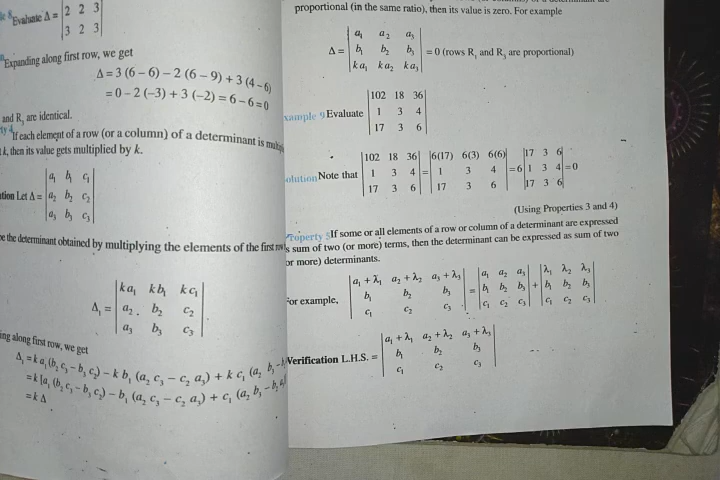 2 2 3
Evaluate Δ =
3 2 3
Expanding along first row, we get
Δ = 3 (6 – 6) – 2 (6 – 9) + 3 (4 – 6)
= 0 – 2 (–3) + 3 (–2) = 6 – 6 = 0
and R₃ are identical.
If each element of a row (or a column) of a determinant is
k, then its value gets multiplied by k.
a₁ b₁ c₁
Let Δ = a₂ b₂ c₂
a₃ b₃ c₃
be the determinant obtained by multiplying the elements of the first
ka₁ kb₁ kc₁
Δ₁ = a₂ b₂ c₂
a₃ b₃ c₃
along first row, we get
Δ₁ = k a₁ (b₂ c₃ – b₃ c₂) – k b₁ (a₂ c₃ – c₂ a₃) + k c₁ (a₂ b₃ –
= k [a₁ (b₂ c₃ – b₃ c₂) – b₁ (a₂ c₃ – c₂ a₃) + c₁ (a₂ b₃ –
= k Δ
proportional (in the same ratio), then its value is zero. For example
a₁ a₂ a₃
Δ = b₁ b₂ b₃ = 0 (rows R₁ and R₃ are proportional)
ka₁ ka₂ ka₃
102 18 36
9 Evaluate 1 3 4
17 3 6
102 18 36 6(17) 6(3) 6(6) 17 3 6
Note that 1 3 4 = 1 3 4 = 6 1 3 4 = 0
17 3 6 17 3 6 17 3 6
(Using Properties 3 and 4)
Property 5 If some or all elements of a row or column of a determinant are expressed
s sum of two (or more) terms, then the determinant can be expressed as sum of two
or more) determinants.
a₁ + λ₁ a₂ + λ₂ a₃ + λ₃ a₁ a₂ a₃ λ₁ λ₂ λ₃
For example, b₁ b₂ b₃ = b₁ b₂ b₃ + b₁ b₂ b₃
c₁ c₂ c₃ c₁ c₂ c₃ c₁ c₂ c₃
a₁ + λ₁ a₂ + λ₂ a₃ + λ₃
Verification L.H.S. = b₁ b₂ b₃
c₁ c₂ c₃